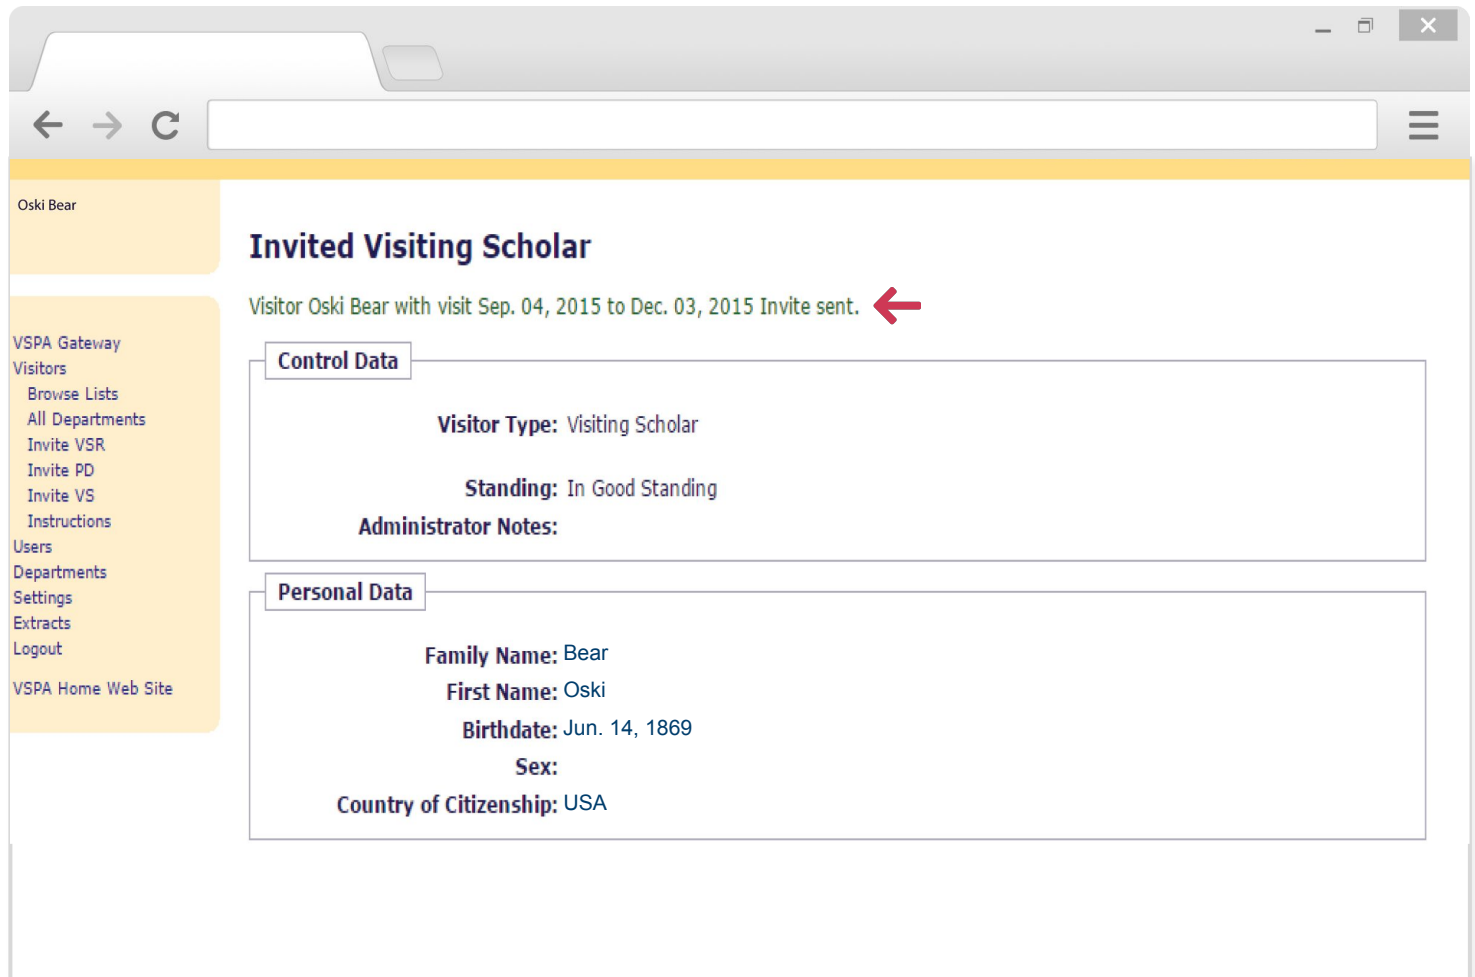 Oski Bear
Invited Visiting Scholar
Visitor Oski Bear with visit Sep. 04, 2015 to Dec. 03, 2015 Invite sent.
VSPA Gateway
Visitors
Browse Lists
All Departments
Invite VSR
Invite PD
Invite VS
Instructions
Users
Departments
Settings
Extracts
Logout
VSPA Home Web Site
Control Data
Visitor Type: Visiting Scholar
Standing: In Good Standing
Administrator Notes:
Personal Data
Family Name: Bear
First Name: Oski
Birthdate: Jun. 14, 1869
Sex:
Country of Citizenship: USA